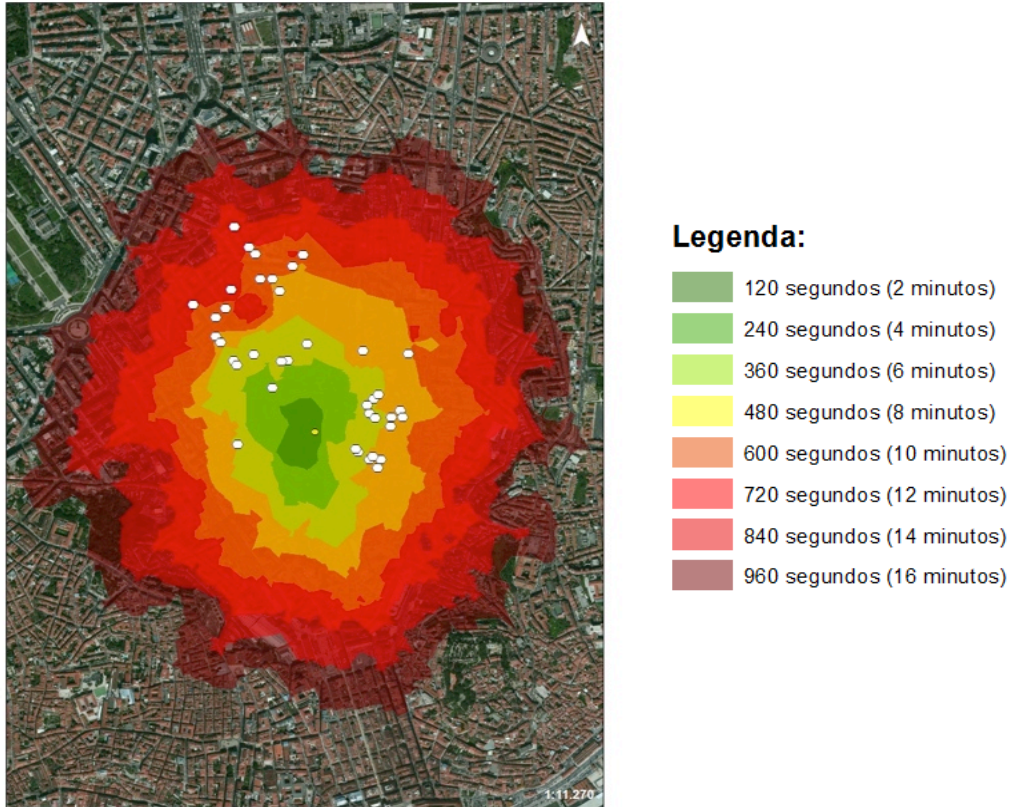 Legenda:
120 segundos (2 minutos)
240 segundos (4 minutos)
360 segundos (6 minutos)
480 segundos (8 minutos)
600 segundos (10 minutos)
720 segundos (12 minutos)
840 segundos (14 minutos)
960 segundos (16 minutos)
1:11.270